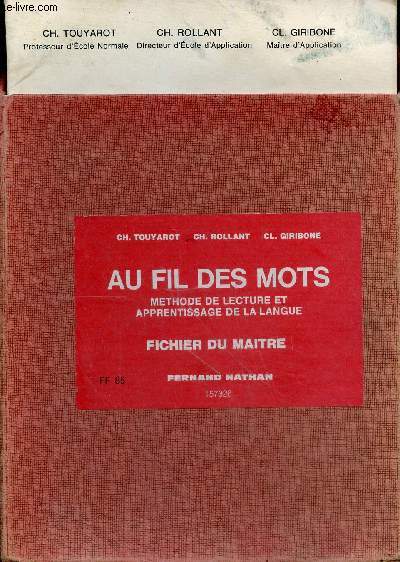 e-livre.com
CH. TOUYAROT CH. ROLLANT CL. GIRIBONE
Professeur d'École Normale Directeur d'École d'Application Maître d'Application
CH. TOUYAROT CH. ROLLANT CL. GIRIBONE
AU FIL DES MOTS
METHODE DE LECTURE ET
APPRENTISSAGE DE LA LANGUE
FICHIER DU MAITRE
FF 85 FERNAND NATHAN
157326